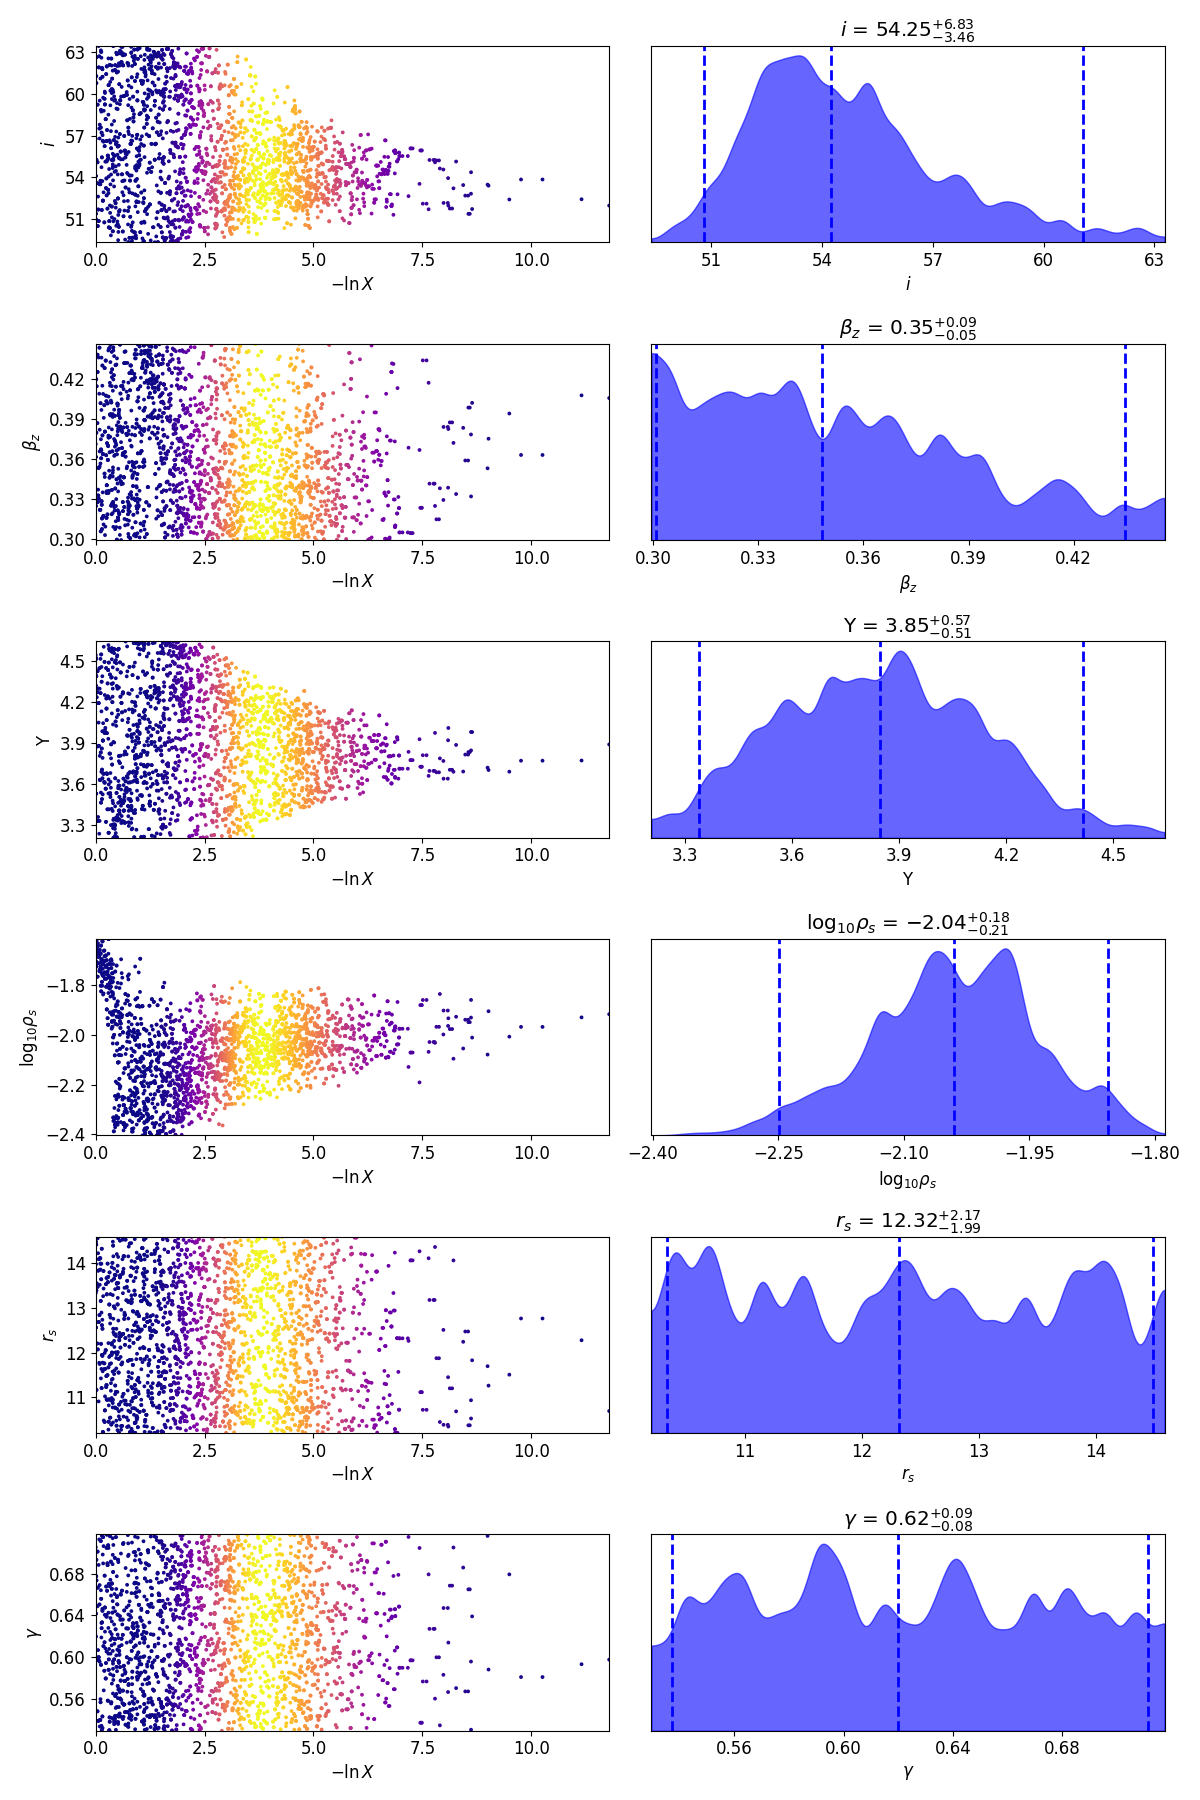 i = 54.25+6.83−3.46
63
60
57
54
51
i
0.0 2.5 5.0 7.5 10.0
−ln X
51 54 57 60 63
i
βz = 0.35+0.09−0.05
0.42
0.39
0.36
0.33
0.30
βz
0.0 2.5 5.0 7.5 10.0
−ln X
0.30 0.33 0.36 0.39 0.42
βz
Y = 3.85+0.57−0.51
4.5
4.2
3.9
3.6
3.3
Y
0.0 2.5 5.0 7.5 10.0
−ln X
3.3 3.6 3.9 4.2 4.5
Y
log10ρs = −2.04+0.18−0.21
−1.8
−2.0
−2.2
−2.4
log10ρs
0.0 2.5 5.0 7.5 10.0
−ln X
−2.40 −2.25 −2.10 −1.95 −1.80
log10ρs
rs = 12.32+2.17−1.99
14
13
12
11
rs
0.0 2.5 5.0 7.5 10.0
−ln X
11 12 13 14
rs
γ = 0.62+0.09−0.08
0.68
0.64
0.60
0.56
γ
0.0 2.5 5.0 7.5 10.0
−ln X
0.56 0.60 0.64 0.68
γ